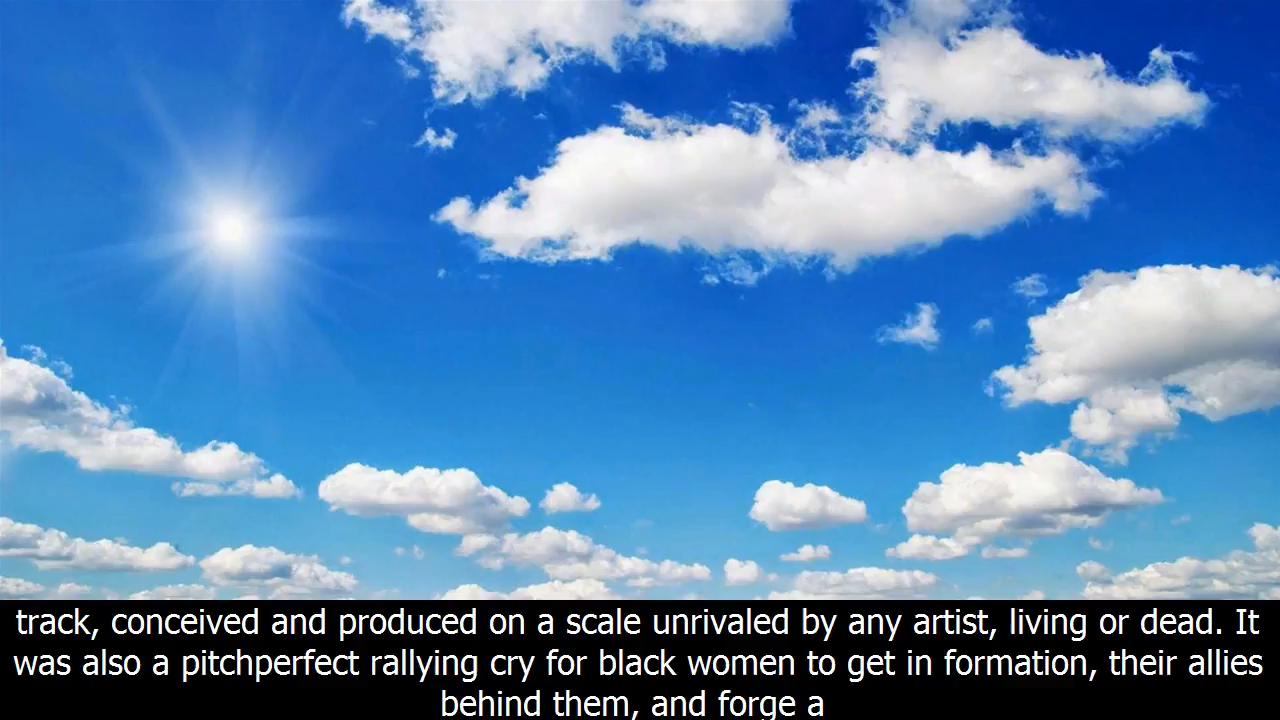 track, conceived and produced on a scale unrivaled by any artist, living or dead. It
was also a pitchperfect rallying cry for black women to get in formation, their allies
behind them, and forge a